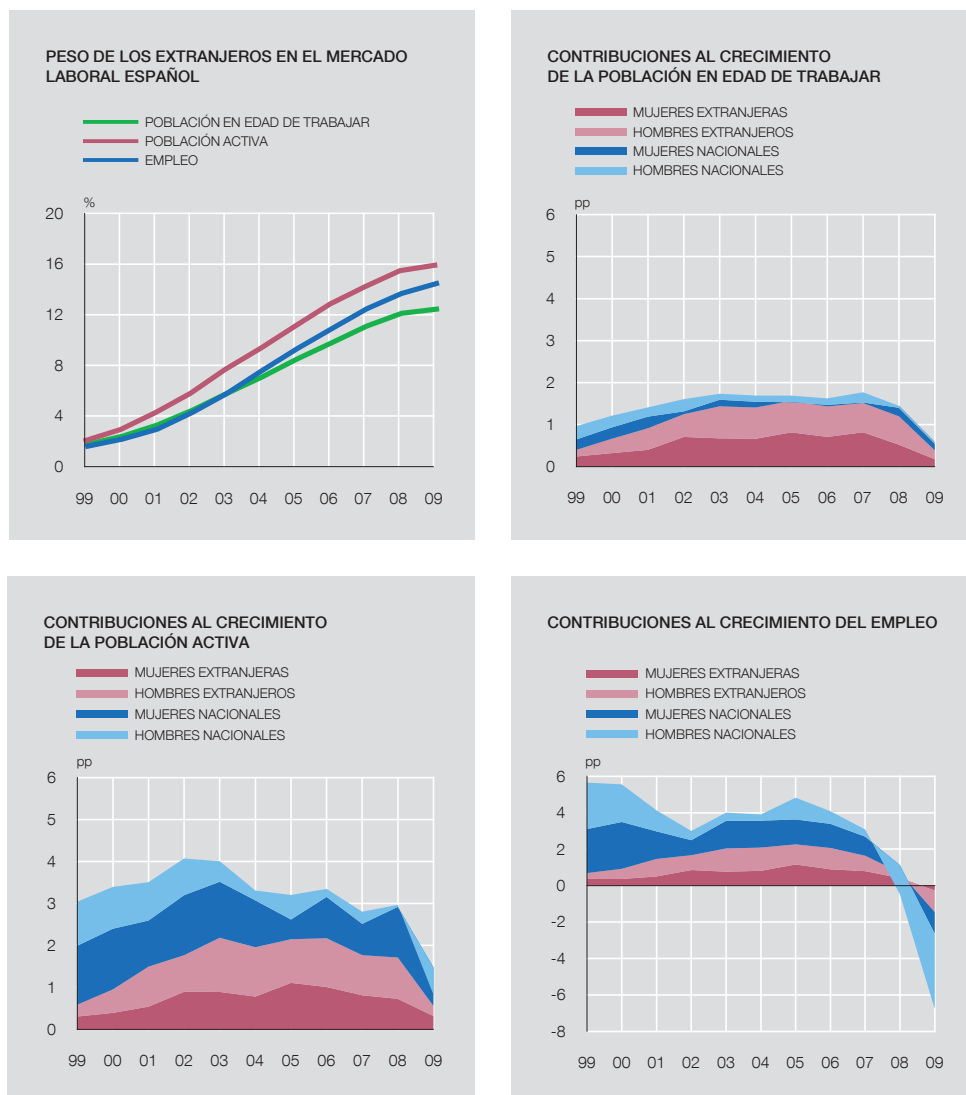 PESO DE LOS EXTRANJEROS EN EL MERCADO
LABORAL ESPAÑOL
POBLACIÓN EN EDAD DE TRABAJAR
POBLACIÓN ACTIVA
EMPLEO
%
20
16
12
8
4
0
99 00 01 02 03 04 05 06 07 08 09
CONTRIBUCIONES AL CRECIMIENTO
DE LA POBLACIÓN EN EDAD DE TRABAJAR
MUJERES EXTRANJERAS
HOMBRES EXTRANJEROS
MUJERES NACIONALES
HOMBRES NACIONALES
pp
6
5
4
3
2
1
0
99 00 01 02 03 04 05 06 07 08 09
CONTRIBUCIONES AL CRECIMIENTO
DE LA POBLACIÓN ACTIVA
MUJERES EXTRANJERAS
HOMBRES EXTRANJEROS
MUJERES NACIONALES
HOMBRES NACIONALES
pp
6
5
4
3
2
1
0
99 00 01 02 03 04 05 06 07 08 09
CONTRIBUCIONES AL CRECIMIENTO DEL EMPLEO
MUJERES EXTRANJERAS
HOMBRES EXTRANJEROS
MUJERES NACIONALES
HOMBRES NACIONALES
pp
6
4
2
0
-2
-4
-6
-8
99 00 01 02 03 04 05 06 07 08 09